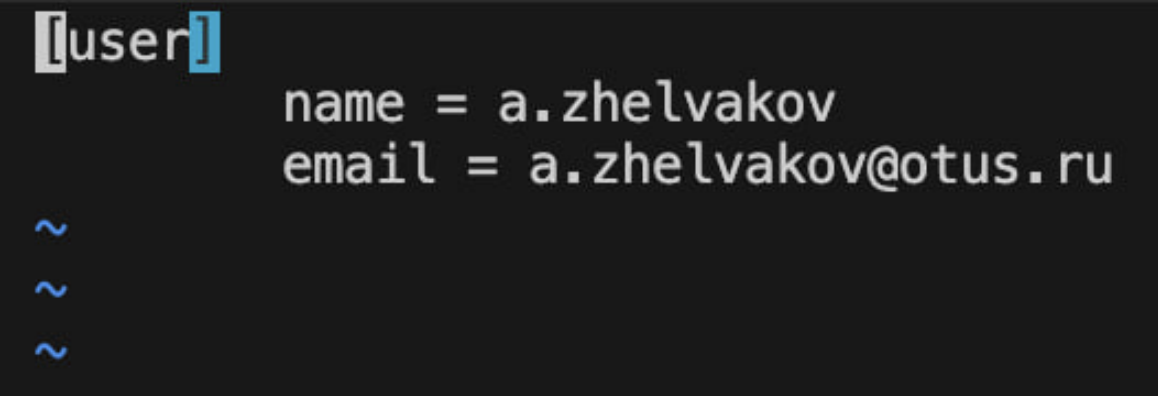 [user]
        name = a.zhelvakov
        email = a.zhelvakov@otus.ru
~
~
~